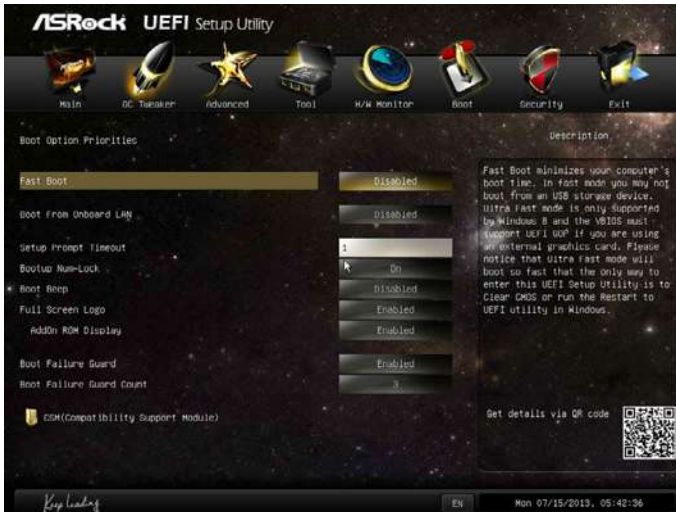 ASRock UEFI Setup Utility
Main OC Tweaker Advanced Tool H/W Monitor Boot Security Exit
Boot Option Priorities
Fast Boot Disabled
Boot From Onboard LAN Disabled
Setup Prompt Timeout 1
Bootup Num-Lock On
Boot Beep Disabled
Full Screen Logo Enabled
AddOn ROM Display Enabled
Boot Failure Guard Enabled
Boot Failure Guard Count 3
CSM(Compatibility Support Module)
Description
Fast Boot minimizes your computer's
boot time. In fast mode you may not
boot from an USB storage device.
Ultra Fast mode is only supported
by Windows 8 and the VBIOS must
support UEFI GOP if you are using
an external graphics card. Please
notice that Ultra Fast mode will
boot so fast that the only way to
enter this UEFI Setup Utility is to
Clear CMOS or run the Restart to
UEFI utility in Windows.
Get details via QR code
Keep Leading
EN
Mon 07/15/2013, 05:42:36